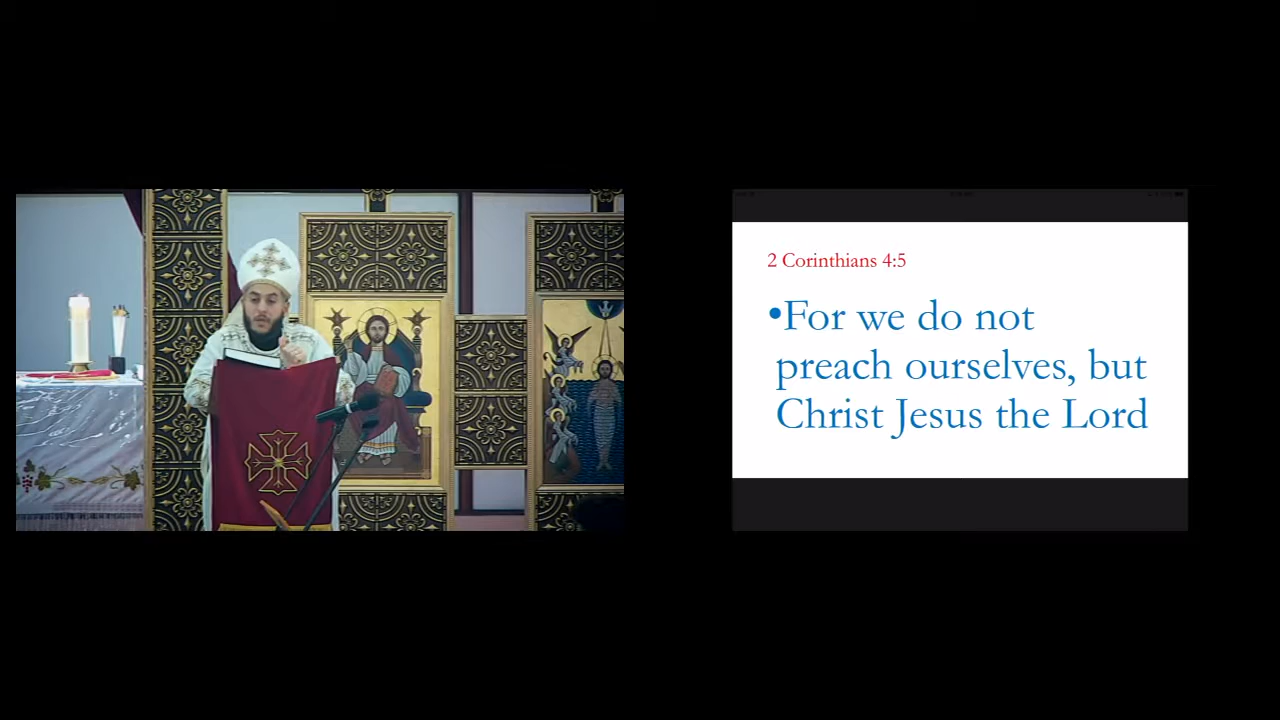 2 Corinthians 4:5
•For we do not
preach ourselves, but
Christ Jesus the Lord